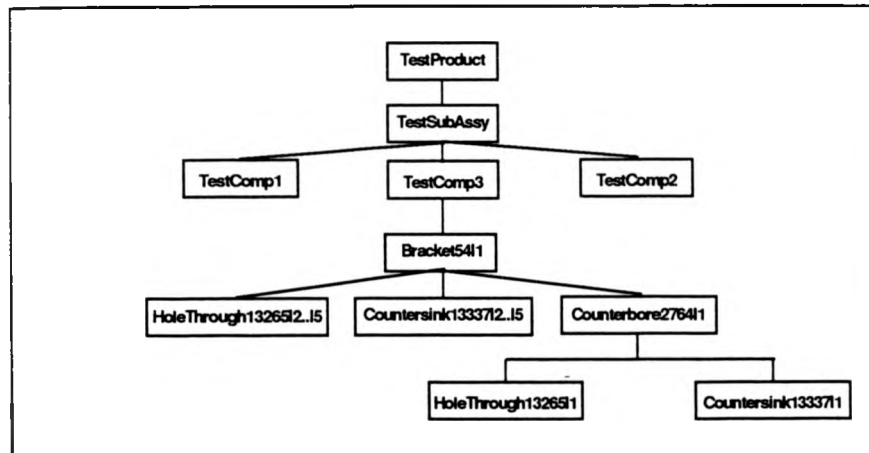 TestProduct
TestSubAssy
TestComp1
TestComp3
TestComp2
Bracket54I1
HoleThrough13265I2..I5
Countersink13337I2..I5
Counterbore2764I1
HoleThrough13265I1
Countersink13337I1